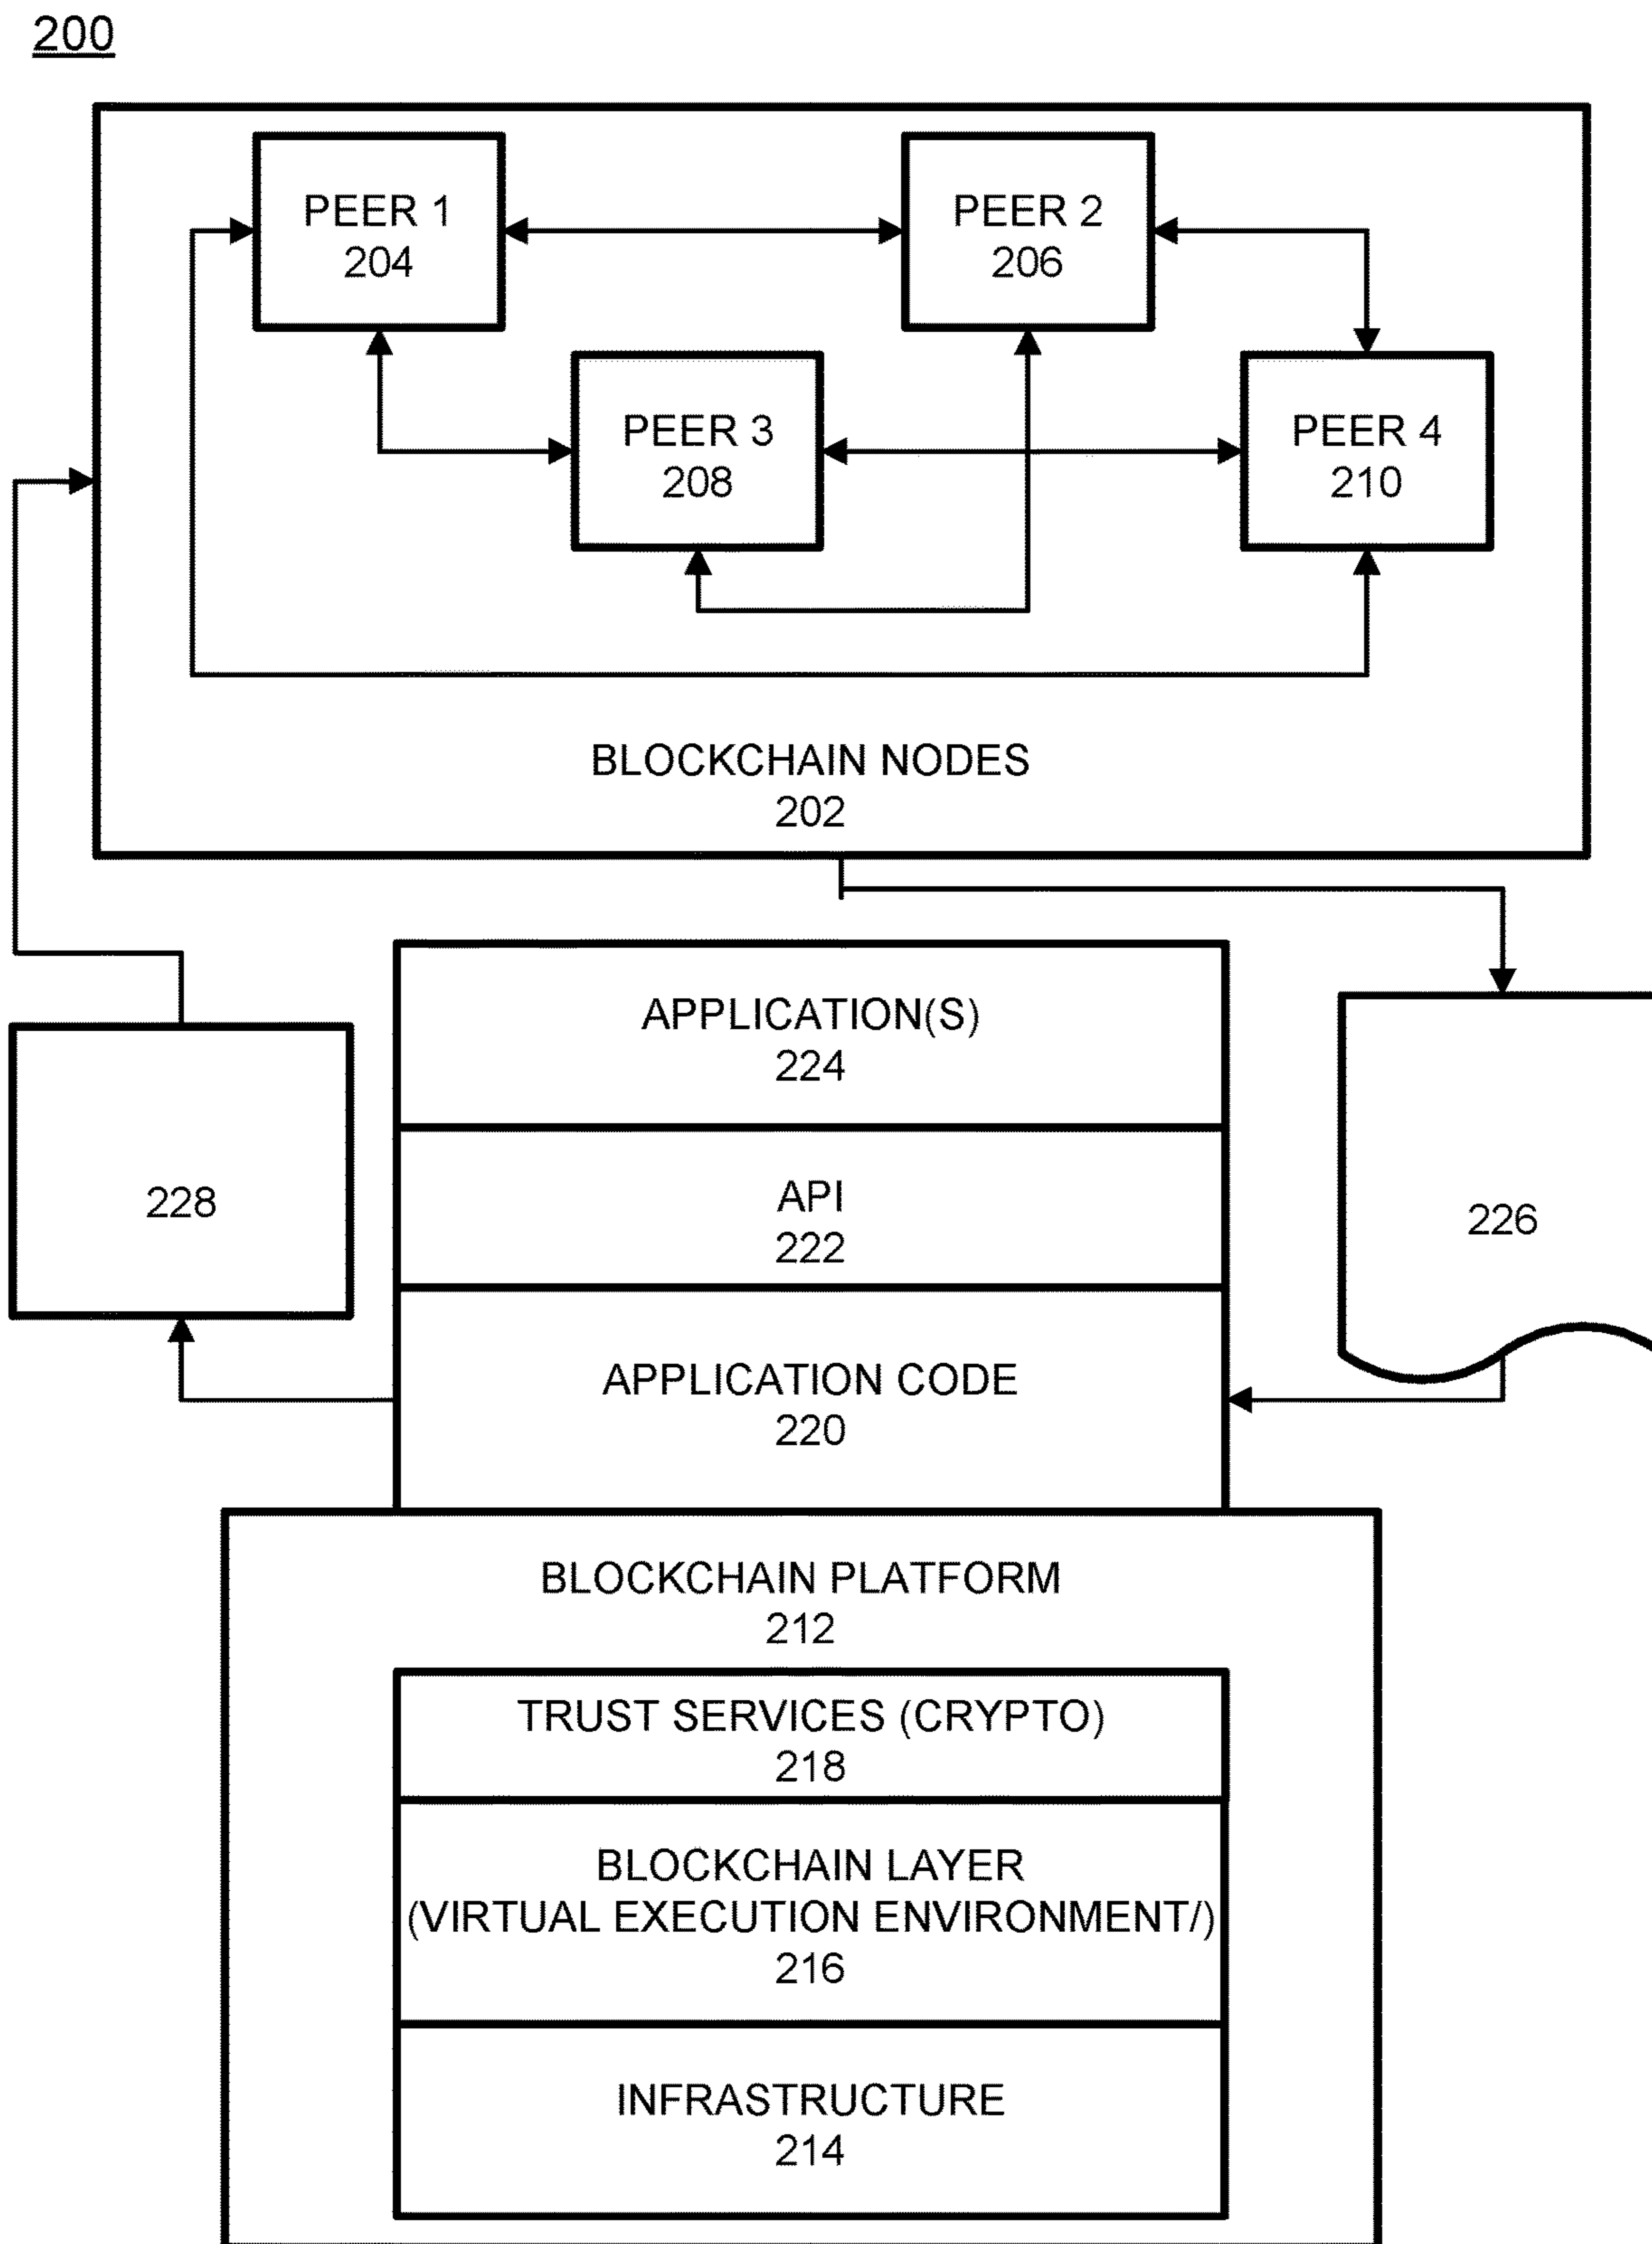 200
PEER 1
204
PEER 2
206
PEER 3
208
PEER 4
210
BLOCKCHAIN NODES
202
APPLICATION(S)
224
API
222
228
226
APPLICATION CODE
220
BLOCKCHAIN PLATFORM
212
TRUST SERVICES (CRYPTO)
218
BLOCKCHAIN LAYER
(VIRTUAL EXECUTION ENVIRONMENT/)
216
INFRASTRUCTURE
214